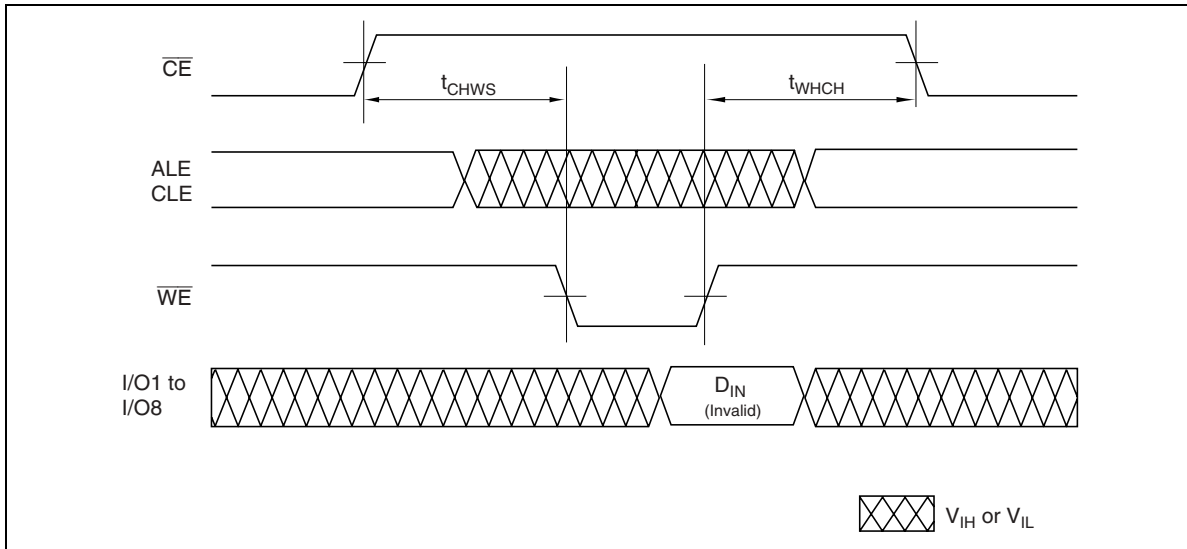 CE
tCHWS
tWHCH
ALE
CLE
WE
I/O1 to
I/O8
DIN
(Invalid)
VIH or VIL